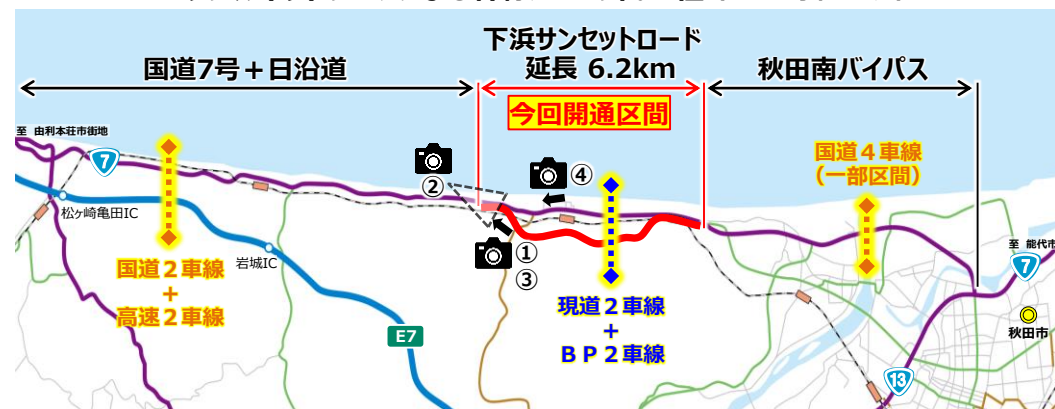 下浜サンセットロード
延長 6.2km
国道7号＋日沿道
秋田南バイパス
今回開通区間
至 由利本荘市街地
7
②
④
国道４車線
（一部区間）
松ヶ崎亀田IC
岩城IC
①
③
至 能代市
7
国道２車線
＋
高速２車線
現道２車線
＋
ＢＰ２車線
秋田市
E7
13